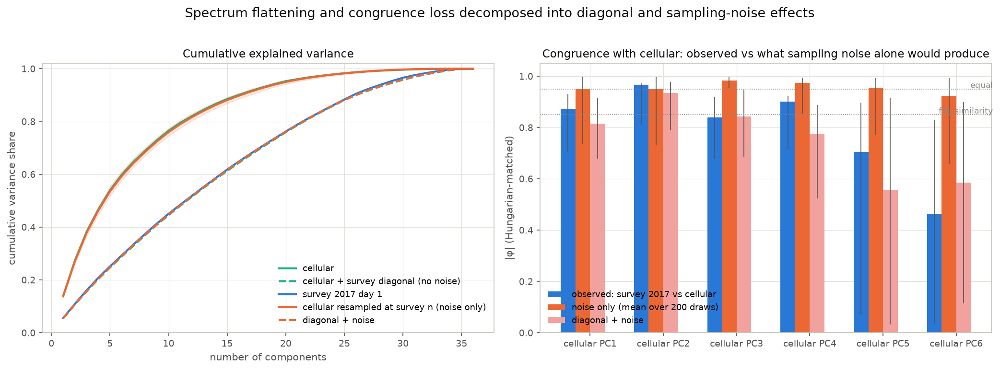 Spectrum flattening and congruence loss decomposed into diagonal and sampling-noise effects
Cumulative explained variance
cumulative variance share
1.0
0.8
0.6
0.4
0.2
0.0
cellular
cellular + survey diagonal (no noise)
survey 2017 day 1
cellular resampled at survey n (noise only)
diagonal + noise
0
5
10
15
20
25
30
35
number of components
Congruence with cellular: observed vs what sampling noise alone would produce
|φ| (Hungarian-matched)
1.0
0.8
0.6
0.4
0.2
0.0
equal
fair similarity
observed: survey 2017 vs cellular
noise only (mean over 200 draws)
diagonal + noise
cellular PC1
cellular PC2
cellular PC3
cellular PC4
cellular PC5
cellular PC6